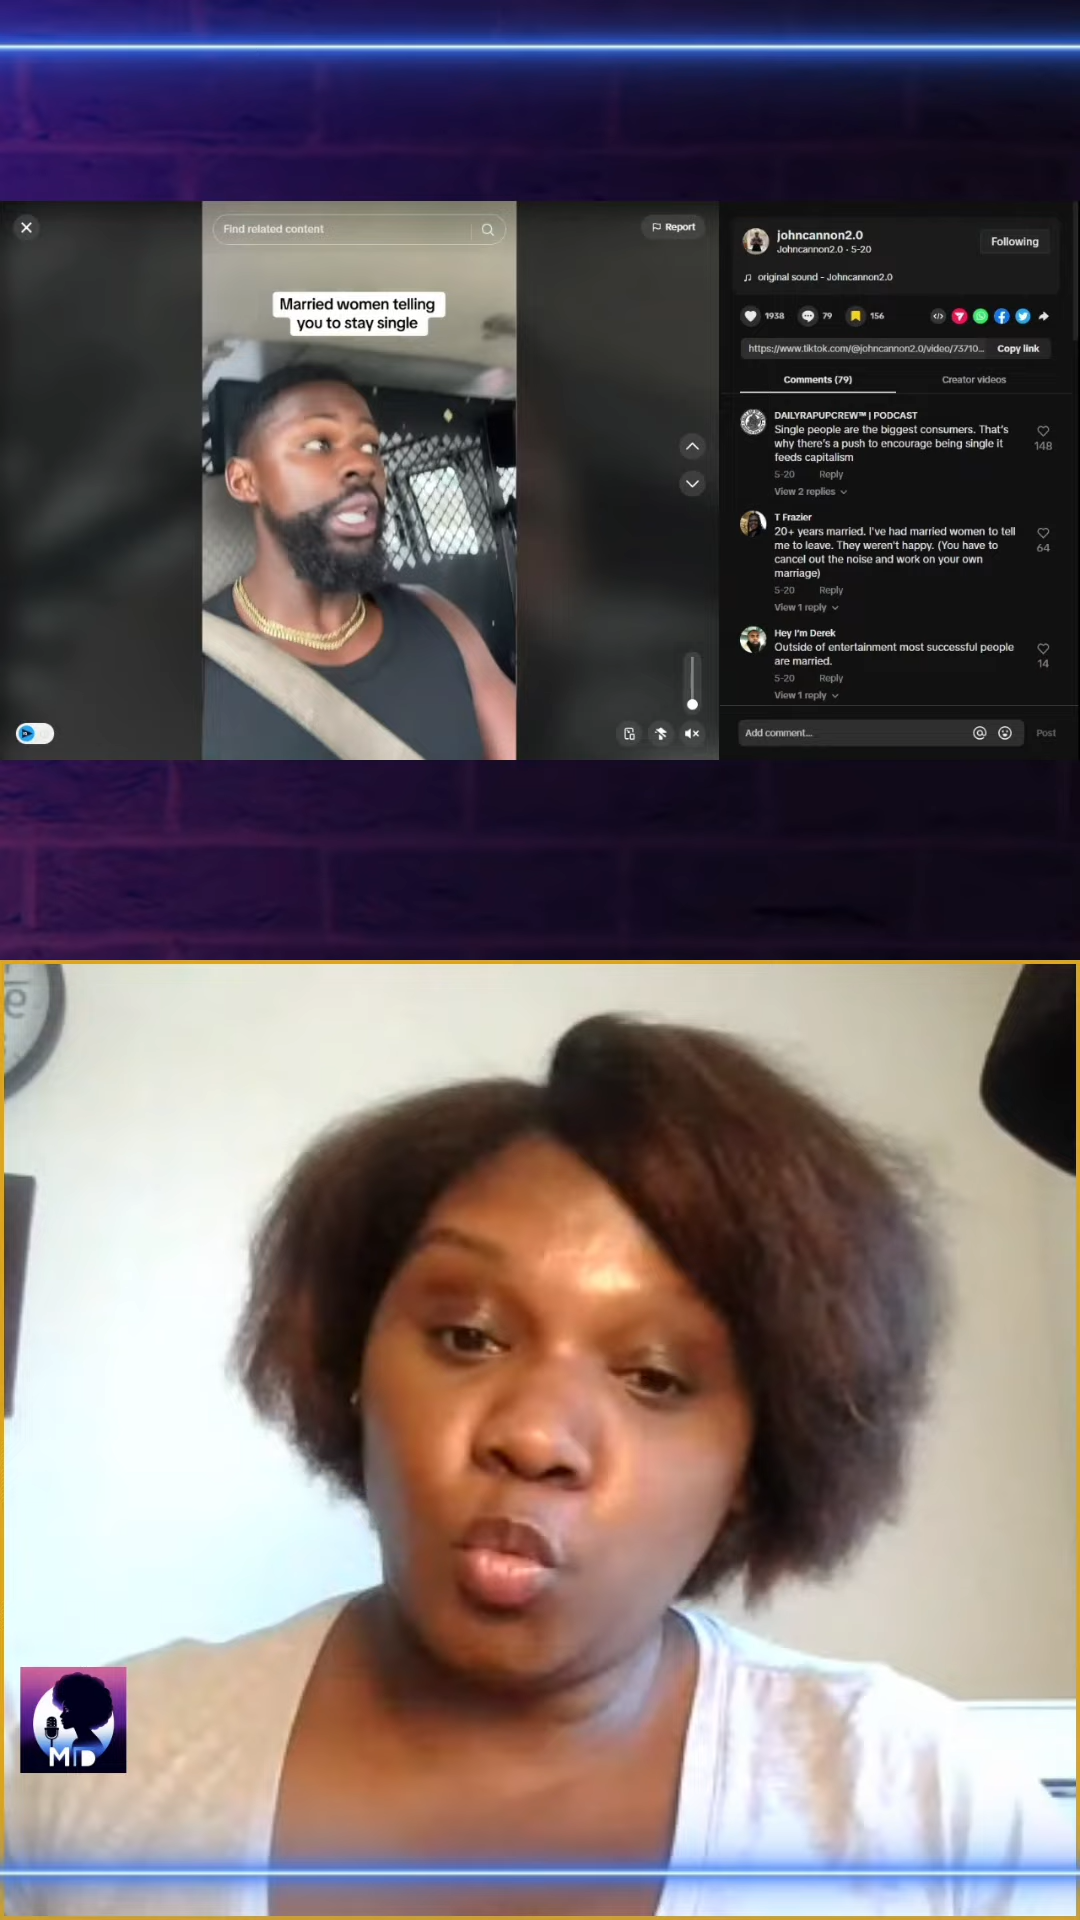 Find related content
Report
Married women telling
you to stay single
johncannon2.0
Johncannon2.0 · 5-20
Following
original sound - Johncannon2.0
1938
79
156
https://www.tiktok.com/@johncannon2.0/video/73710...
Copy link
Comments (79)
Creator videos
DAILYRAPUPCREW™ | PODCAST
Single people are the biggest consumers. That's
why there's a push to encourage being single it
feeds capitalism
148
5-20 Reply
View 2 replies
T Frazier
20+ years married. I've had married women to tell
me to leave. They weren't happy. (You have to
cancel out the noise and work on your own
marriage)
64
5-20 Reply
View 1 reply
Hey I'm Derek
Outside of entertainment most successful people
are married.
14
5-20 Reply
View 1 reply
Add comment...
Post
MD